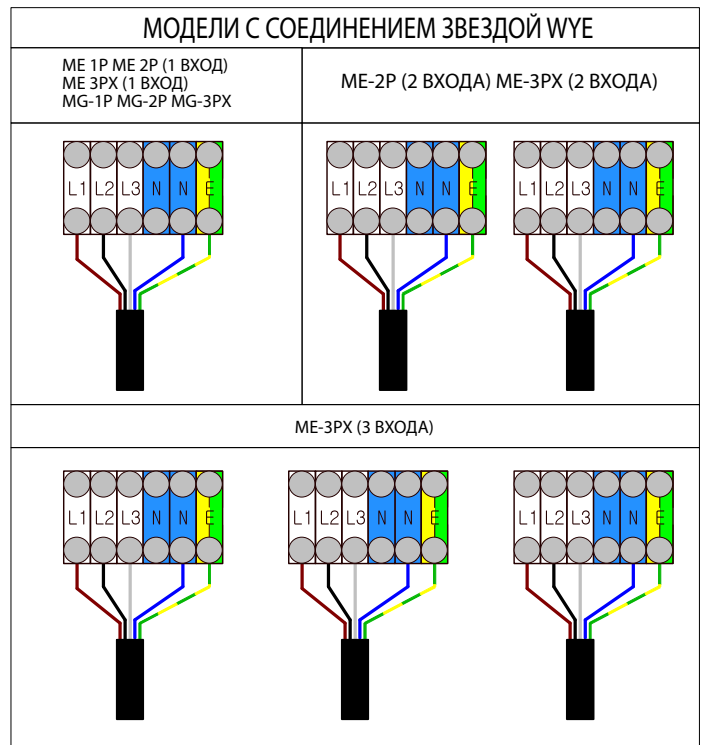 МОДЕЛИ С СОЕДИНЕНИЕМ ЗВЕЗДОЙ WYE
ME 1P ME 2P (1 ВХОД)
ME 3PX (1 ВХОД)
MG-1P MG-2P MG-3PX
ME-2P (2 ВХОДА) ME-3PX (2 ВХОДА)
L1 L2 L3 N N E
L1 L2 L3 N N E
L1 L2 L3 N N E
ME-3PX (3 ВХОДА)
L1 L2 L3 N N E
L1 L2 L3 N N E
L1 L2 L3 N N E